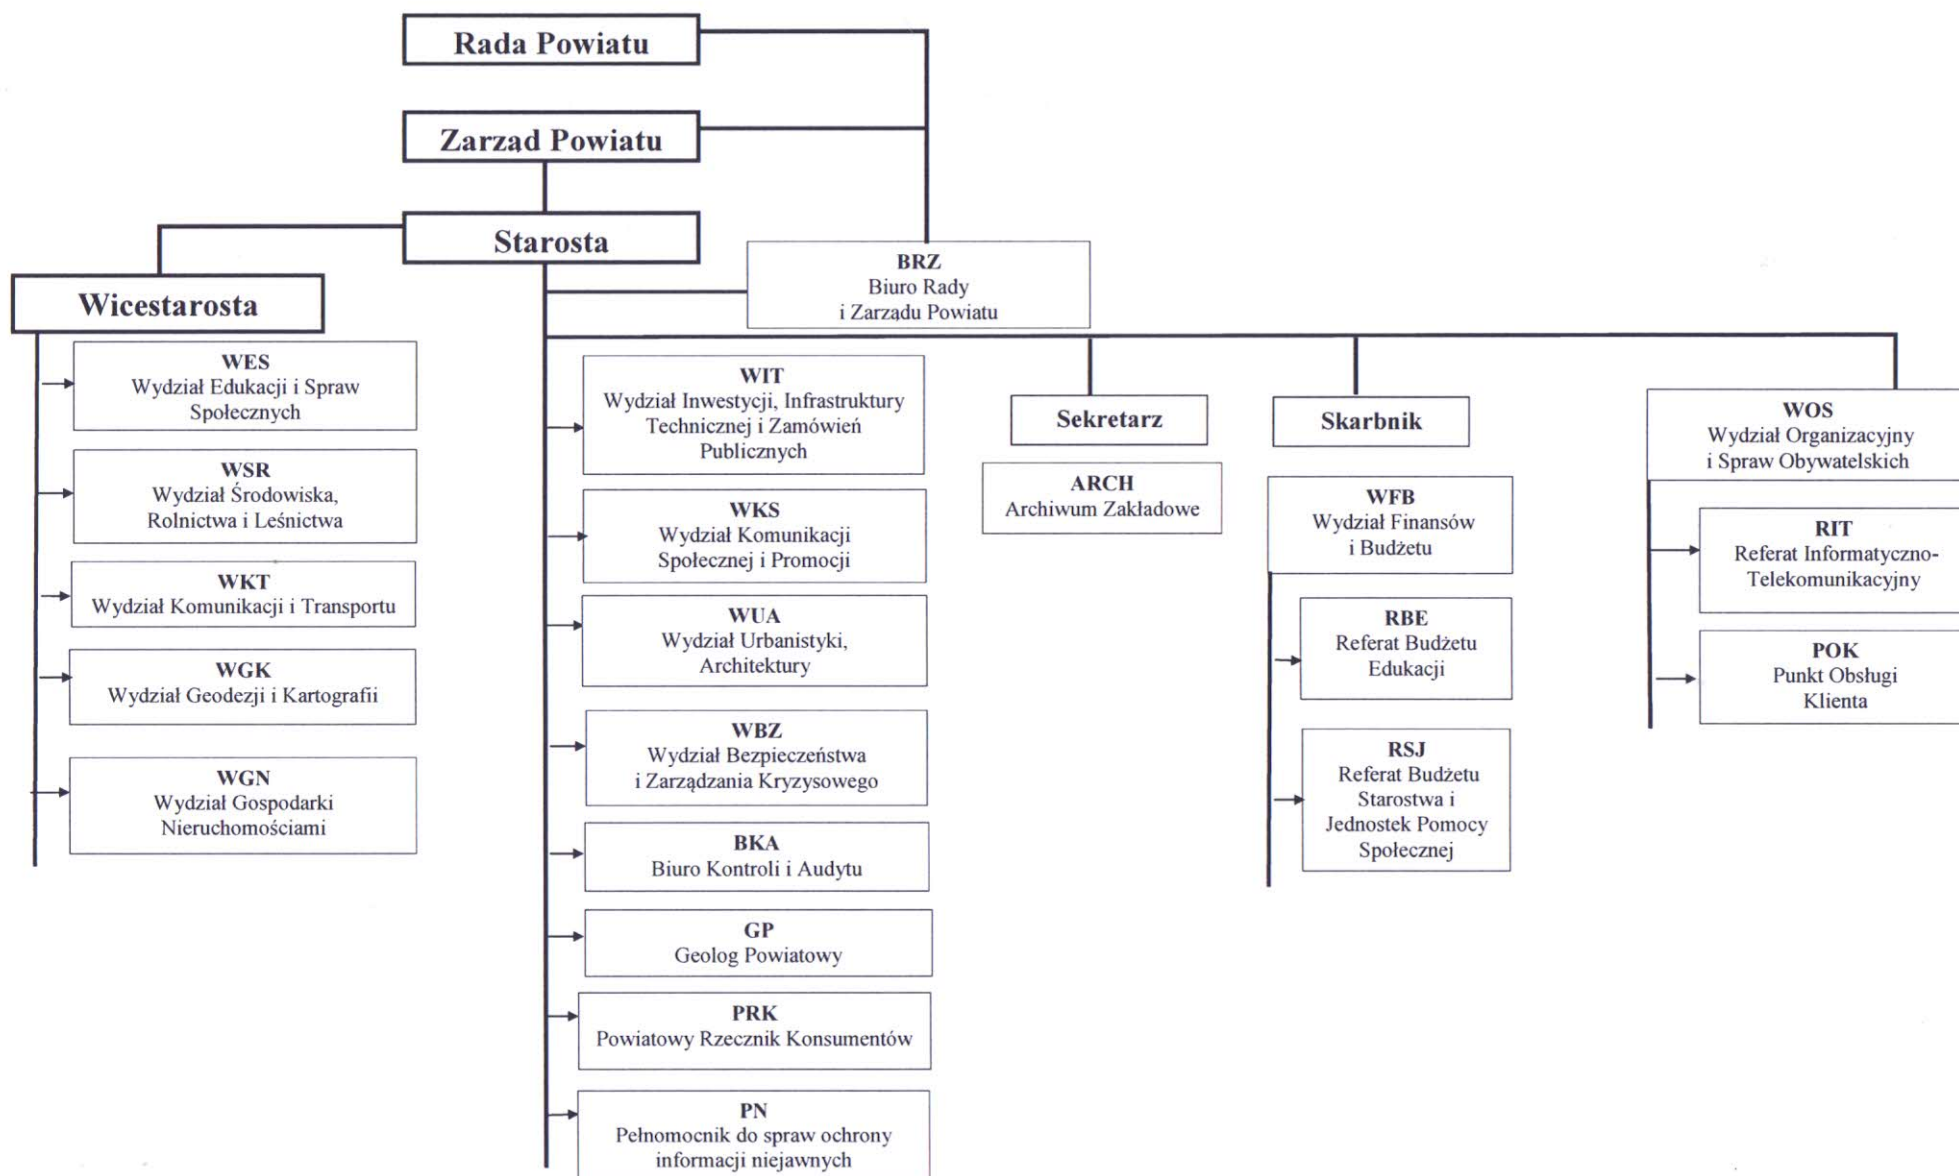 Rada Powiatu
Zarząd Powiatu
Starosta
BRZ
Biuro Rady
i Zarządu Powiatu
Wicestarosta
WES
Wydział Edukacji i Spraw
Społecznych
WSR
Wydział Środowiska,
Rolnictwa i Leśnictwa
WKT
Wydział Komunikacji i Transportu
WGK
Wydział Geodezji i Kartografii
WGN
Wydział Gospodarki
Nieruchomościami
WIT
Wydział Inwestycji, Infrastruktury
Technicznej i Zamówień
Publicznych
WKS
Wydział Komunikacji
Społecznej i Promocji
WUA
Wydział Urbanistyki,
Architektury
WBZ
Wydział Bezpieczeństwa
i Zarządzania Kryzysowego
BKA
Biuro Kontroli i Audytu
GP
Geolog Powiatowy
PRK
Powiatowy Rzecznik Konsumentów
PN
Pełnomocnik do spraw ochrony
informacji niejawnych
Sekretarz
ARCH
Archiwum Zakładowe
Skarbnik
WFB
Wydział Finansów
i Budżetu
RBE
Referat Budżetu
Edukacji
RSJ
Referat Budżetu
Starostwa i
Jednostek Pomocy
Społecznej
WOS
Wydział Organizacyjny
i Spraw Obywatelskich
RIT
Referat Informatyczno-
Telekomunikacyjny
POK
Punkt Obsługi
Klienta